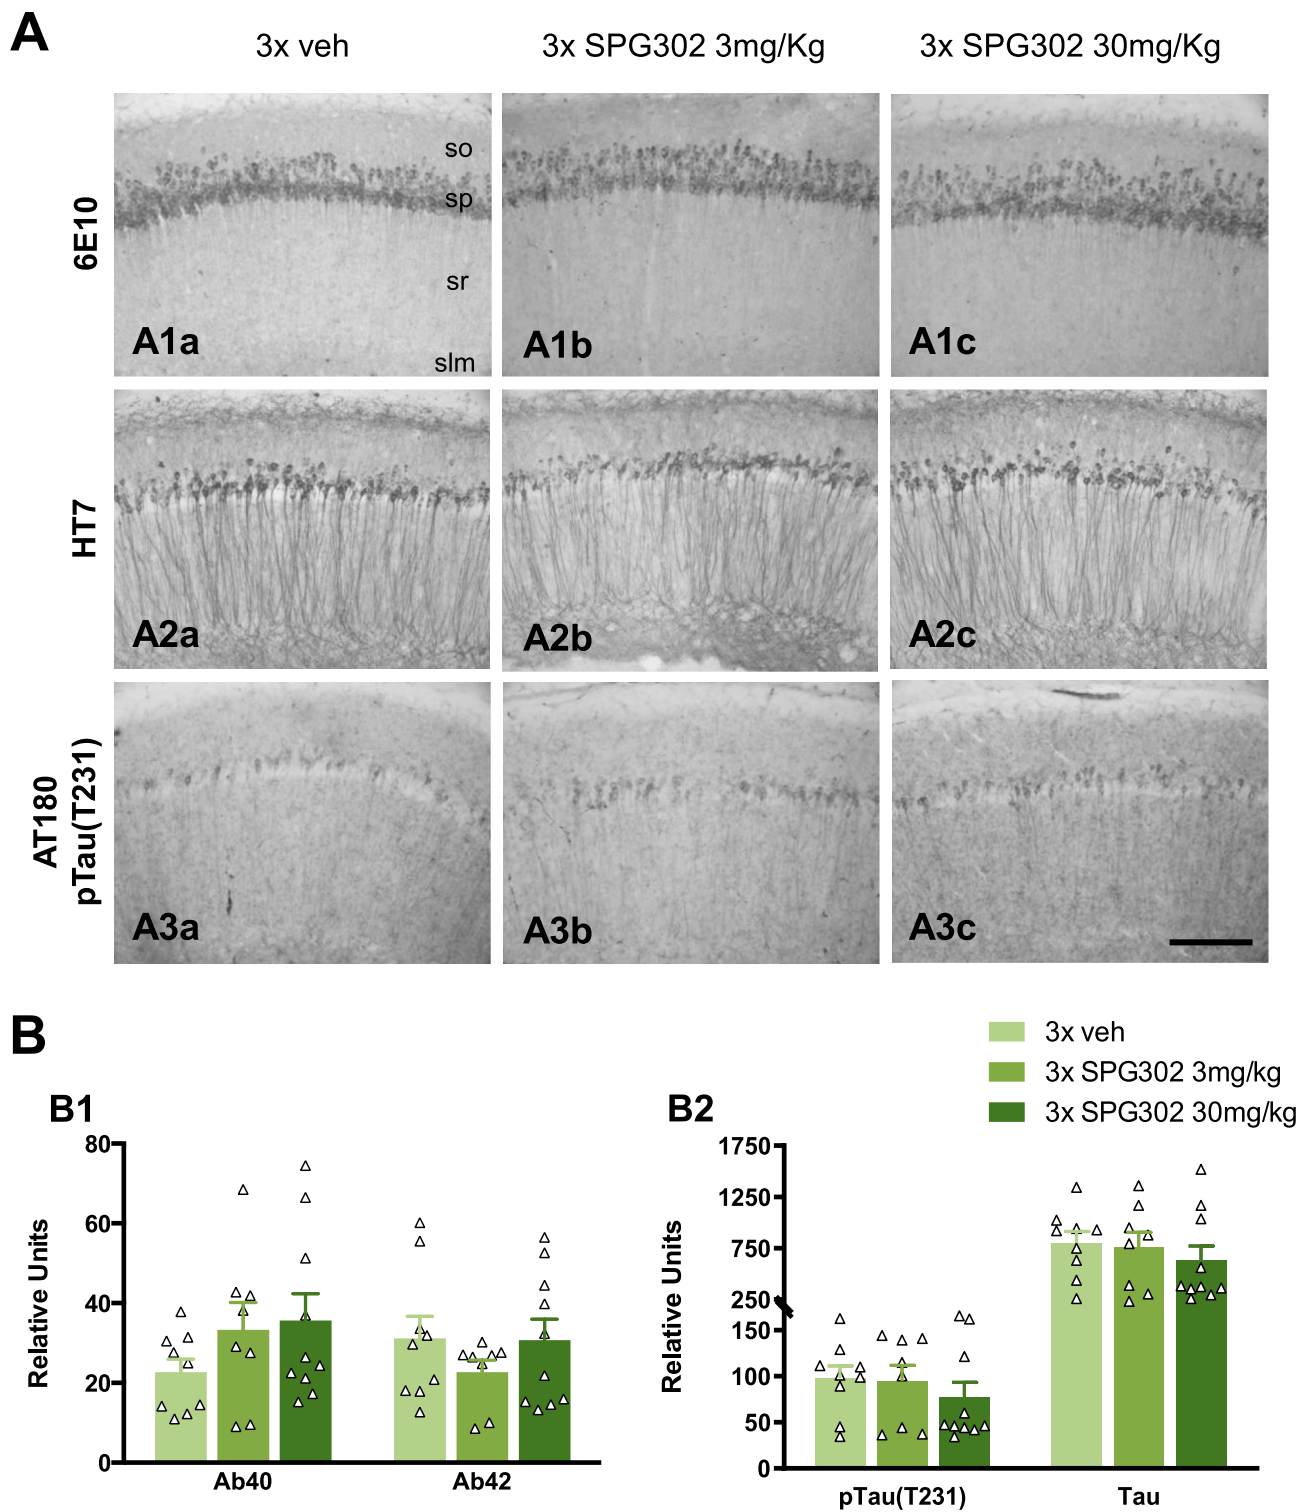 A
3x veh
3x SPG302 3mg/Kg
3x SPG302 30mg/Kg
6E10
so
sp
sr
slm
A1a
A1b
A1c
HT7
A2a
A2b
A2c
AT180
pTau(T231)
A3a
A3b
A3c
B
3x veh
3x SPG302 3mg/kg
3x SPG302 30mg/kg
B1
Relative Units
80
60
40
20
0
Ab40
Ab42
B2
Relative Units
1750
1250
750
250
150
100
50
0
pTau(T231)
Tau